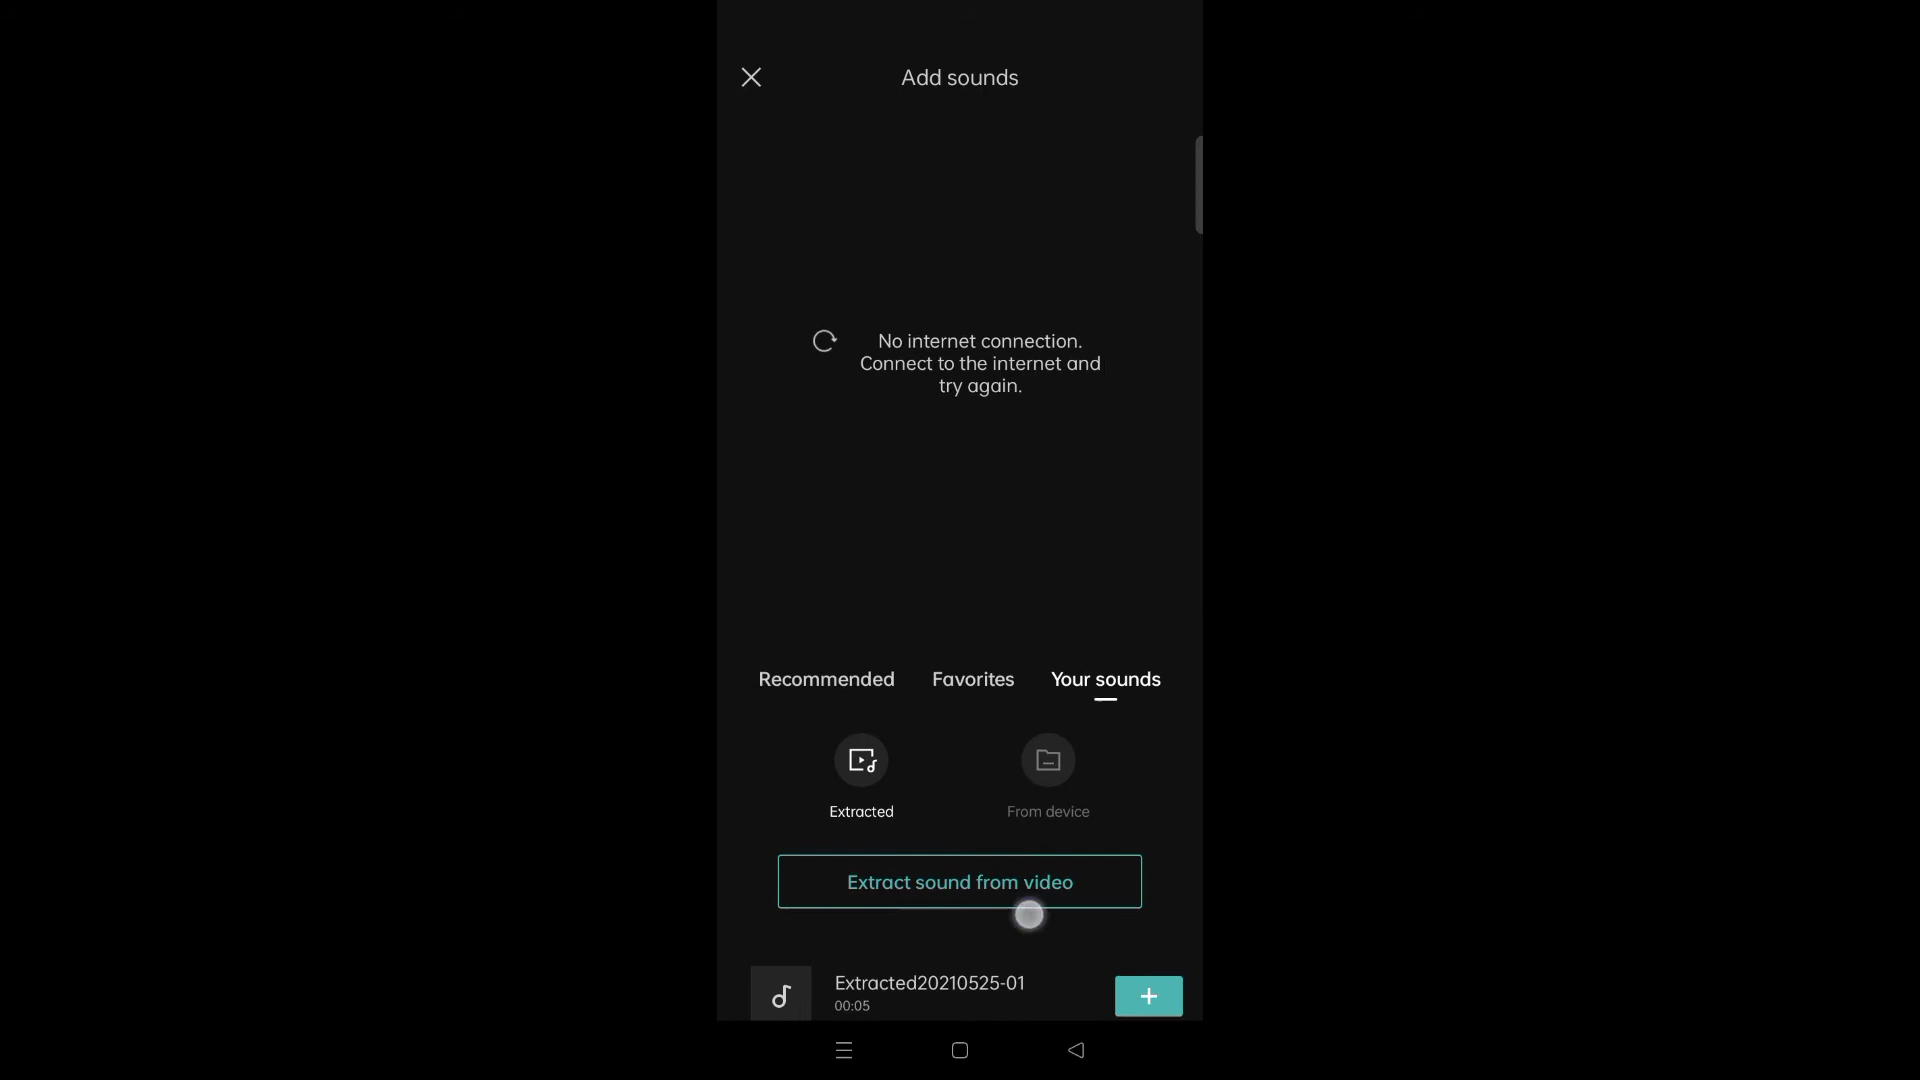 Add sounds
No internet connection.
Connect to the internet and
try again.
Recommended
Favorites
Your sounds
Extracted
From device
Extract sound from video
Extracted20210525-01
00:05